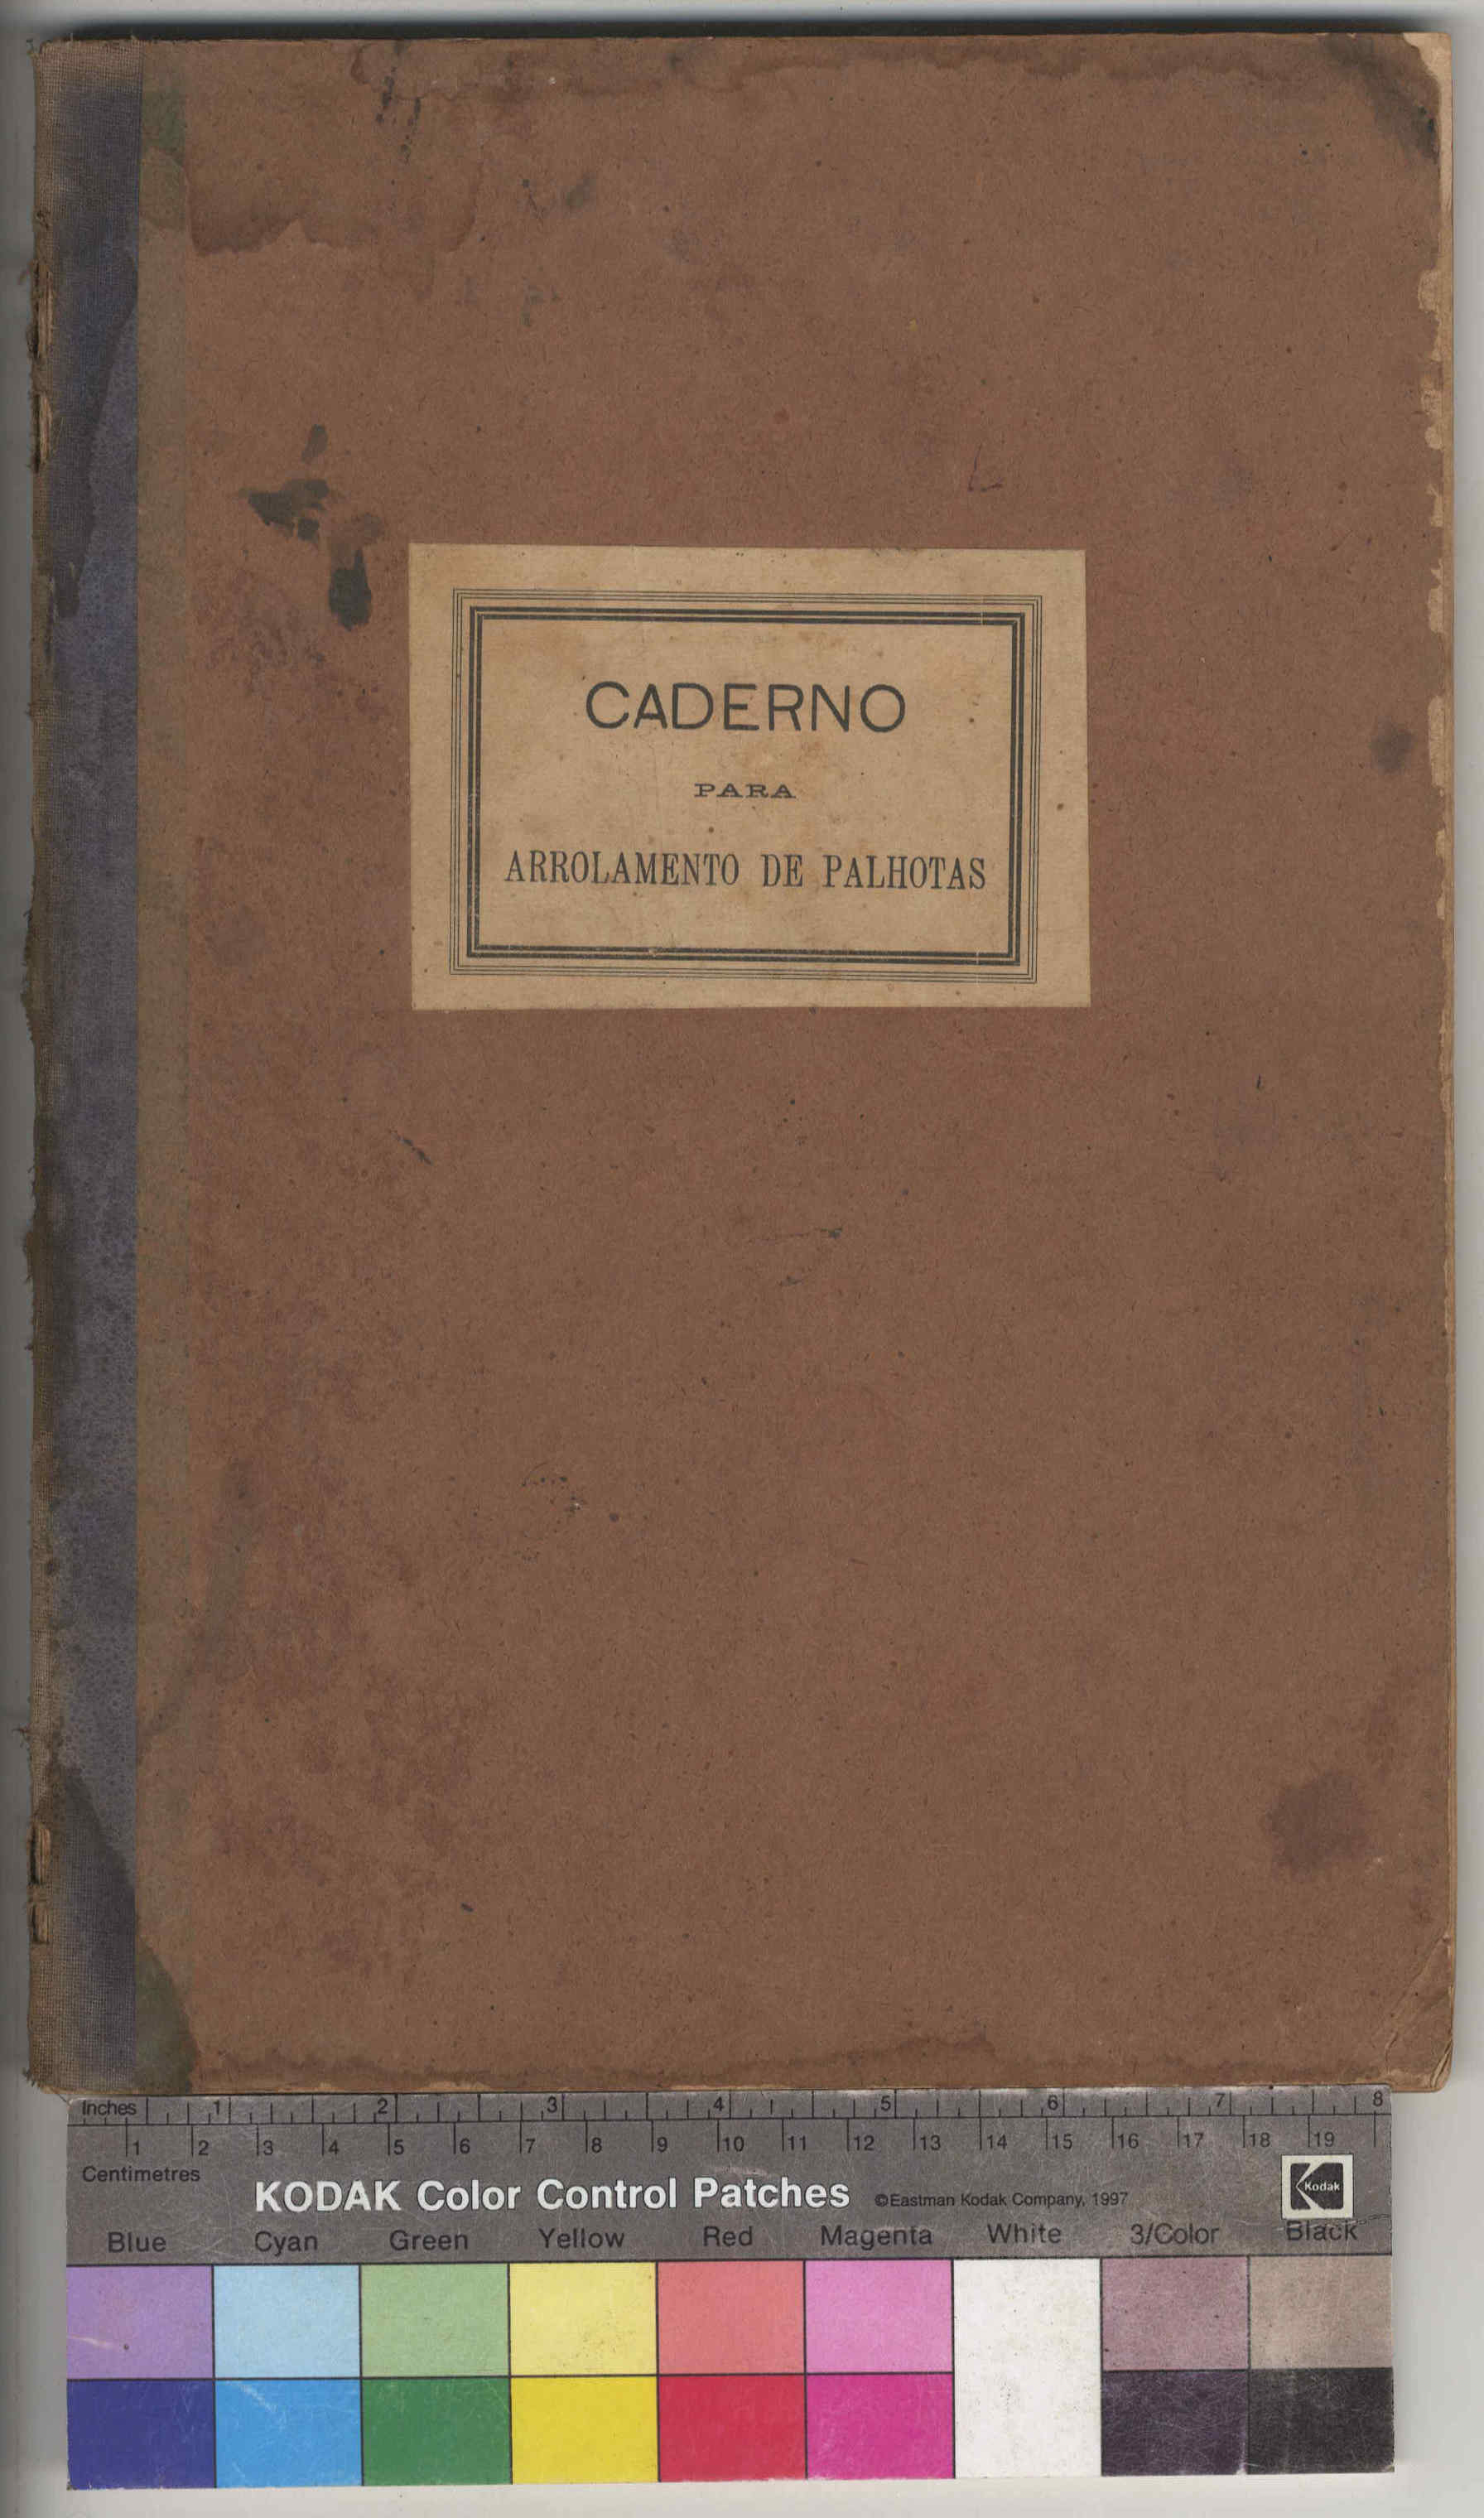 CADERNO
PARA
ARROLAMENTO DE PALHOTAS
Inches 1 2 3 4 5 6 7 8
1 2 3 4 5 6 7 8 9 10 11 12 13 14 15 16 17 18 19
Centimetres
KODAK Color Control Patches ©Eastman Kodak Company, 1997 Kodak
Blue Cyan Green Yellow Red Magenta White 3/Color Black